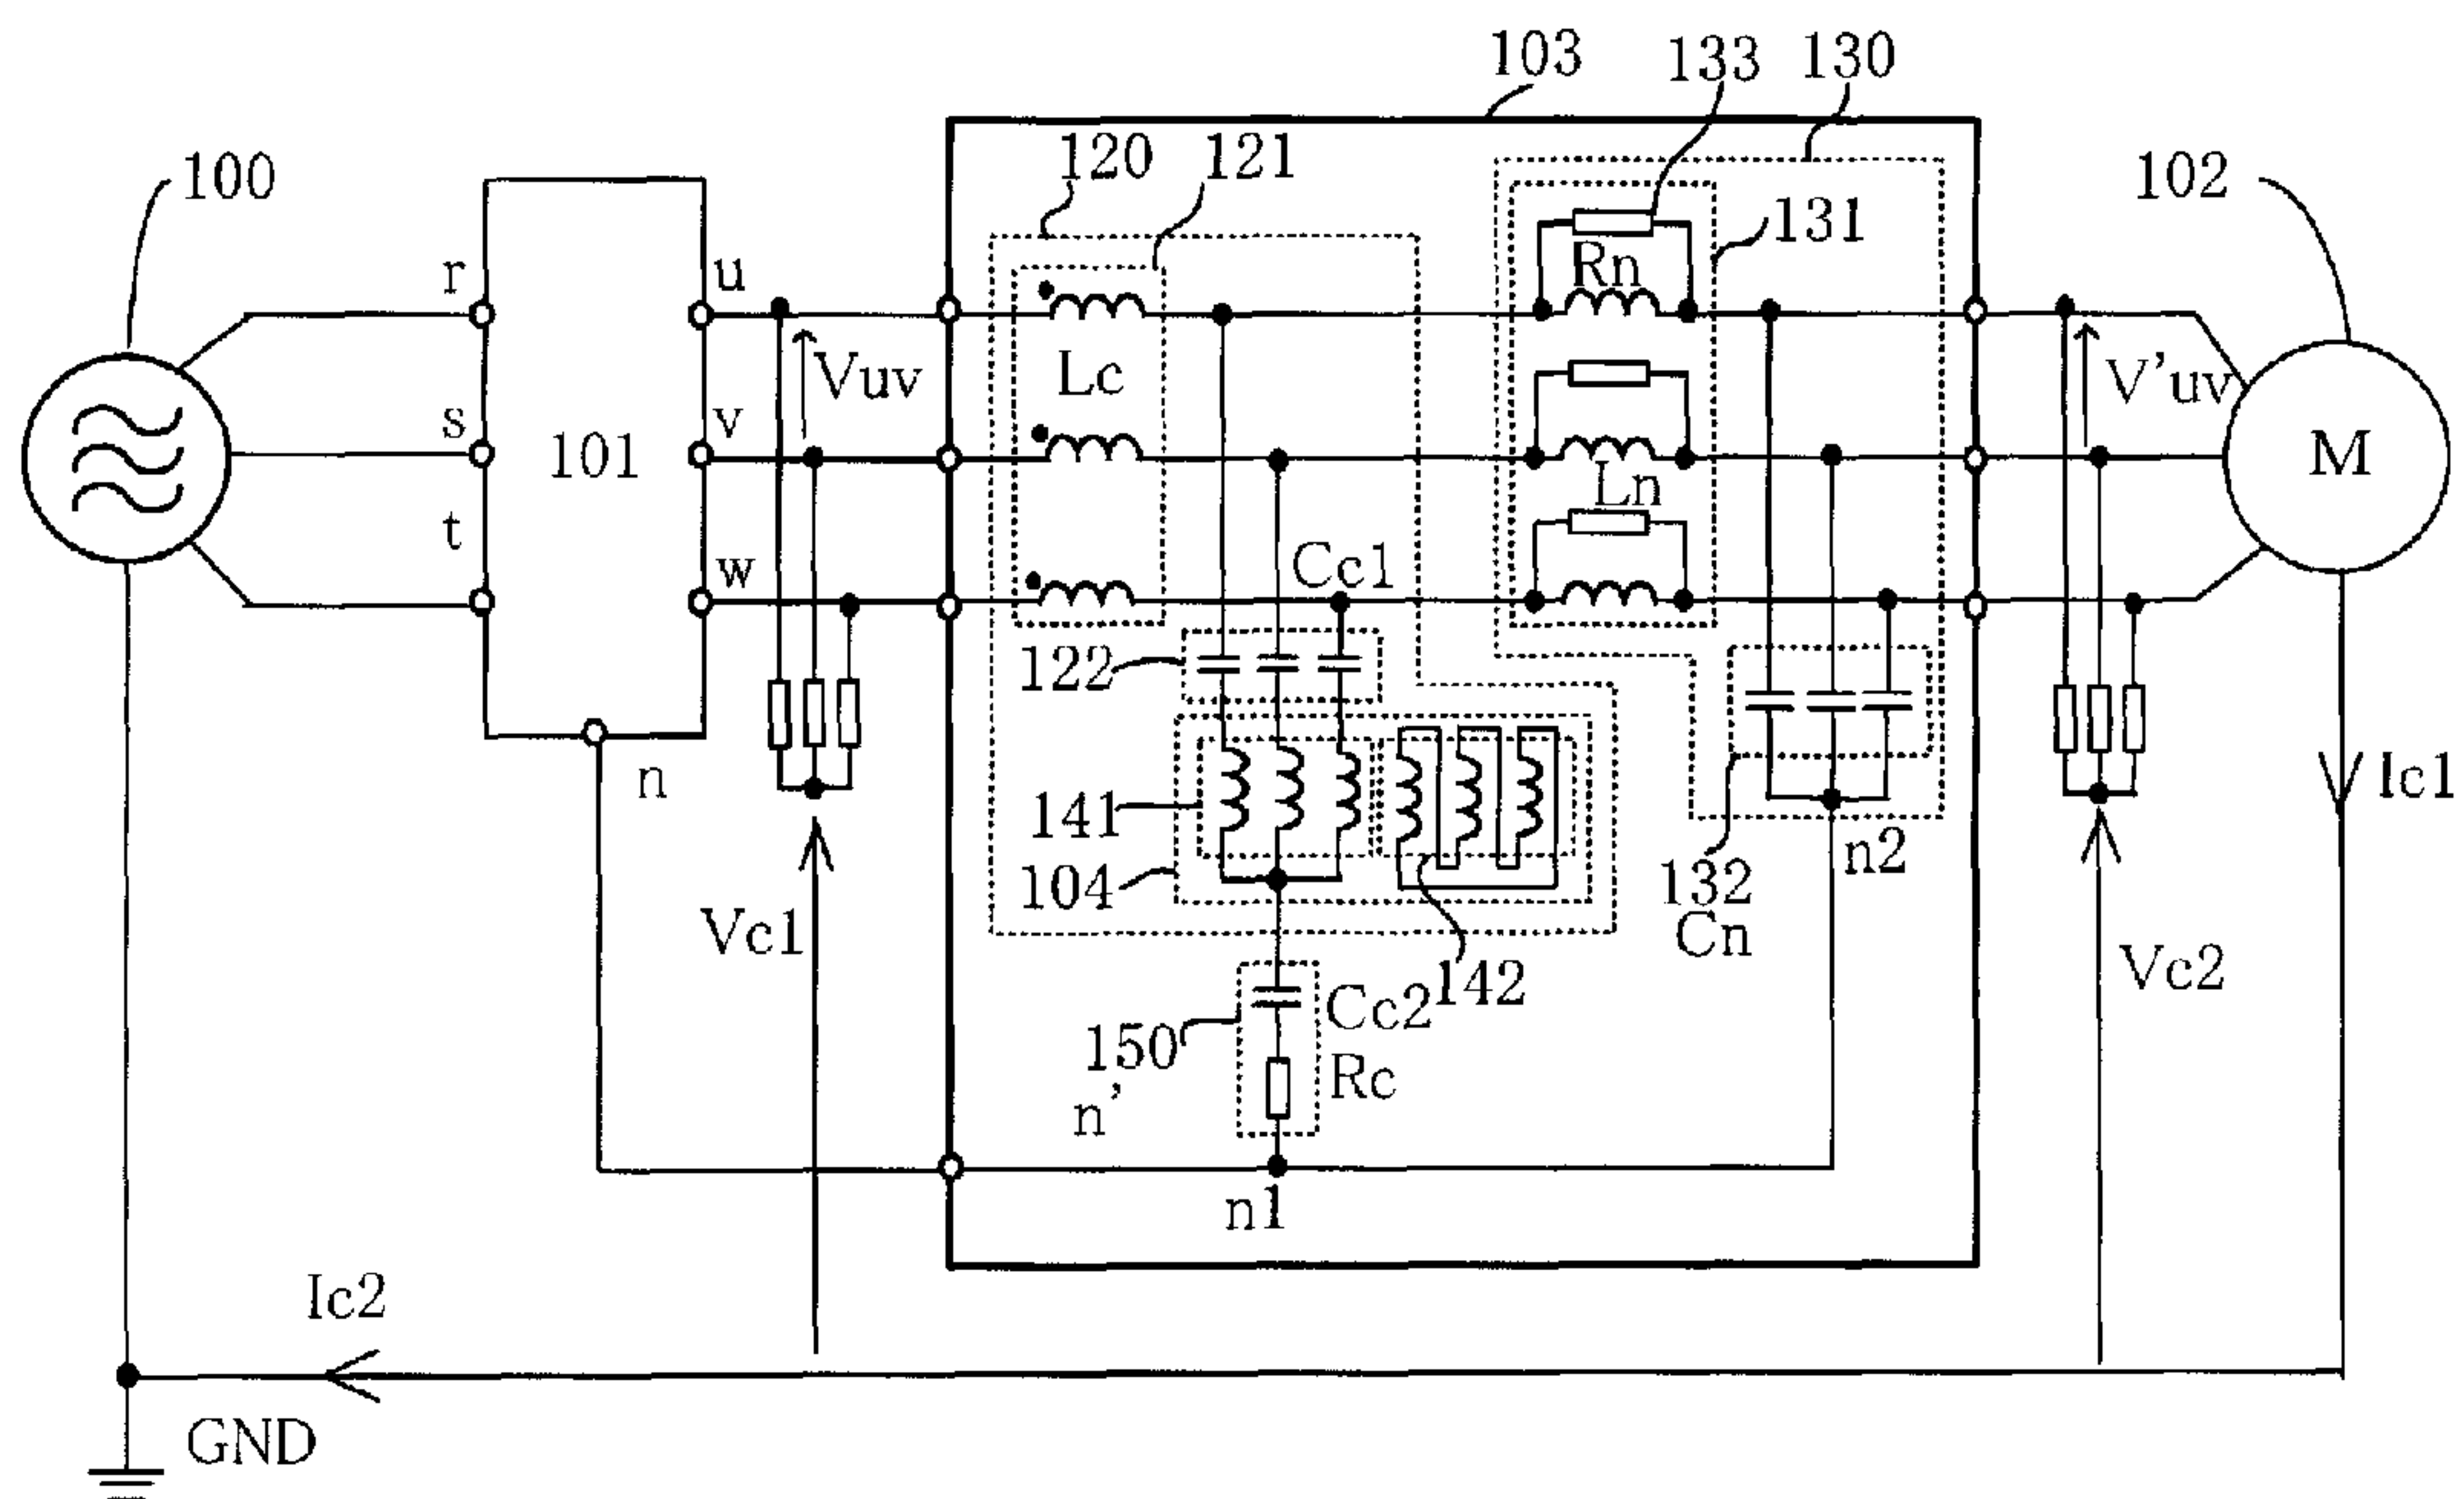 103
133
130
120
121
100
102
131
r
u
Rn
Vuv
Lc
V'uv
s
101
v
M
Ln
t
w
Cc1
122
n
141
Ic1
n2
104
132
Vc1
Cn
142
Vc2
Cc2
150
Rc
n'
n1
Ic2
GND